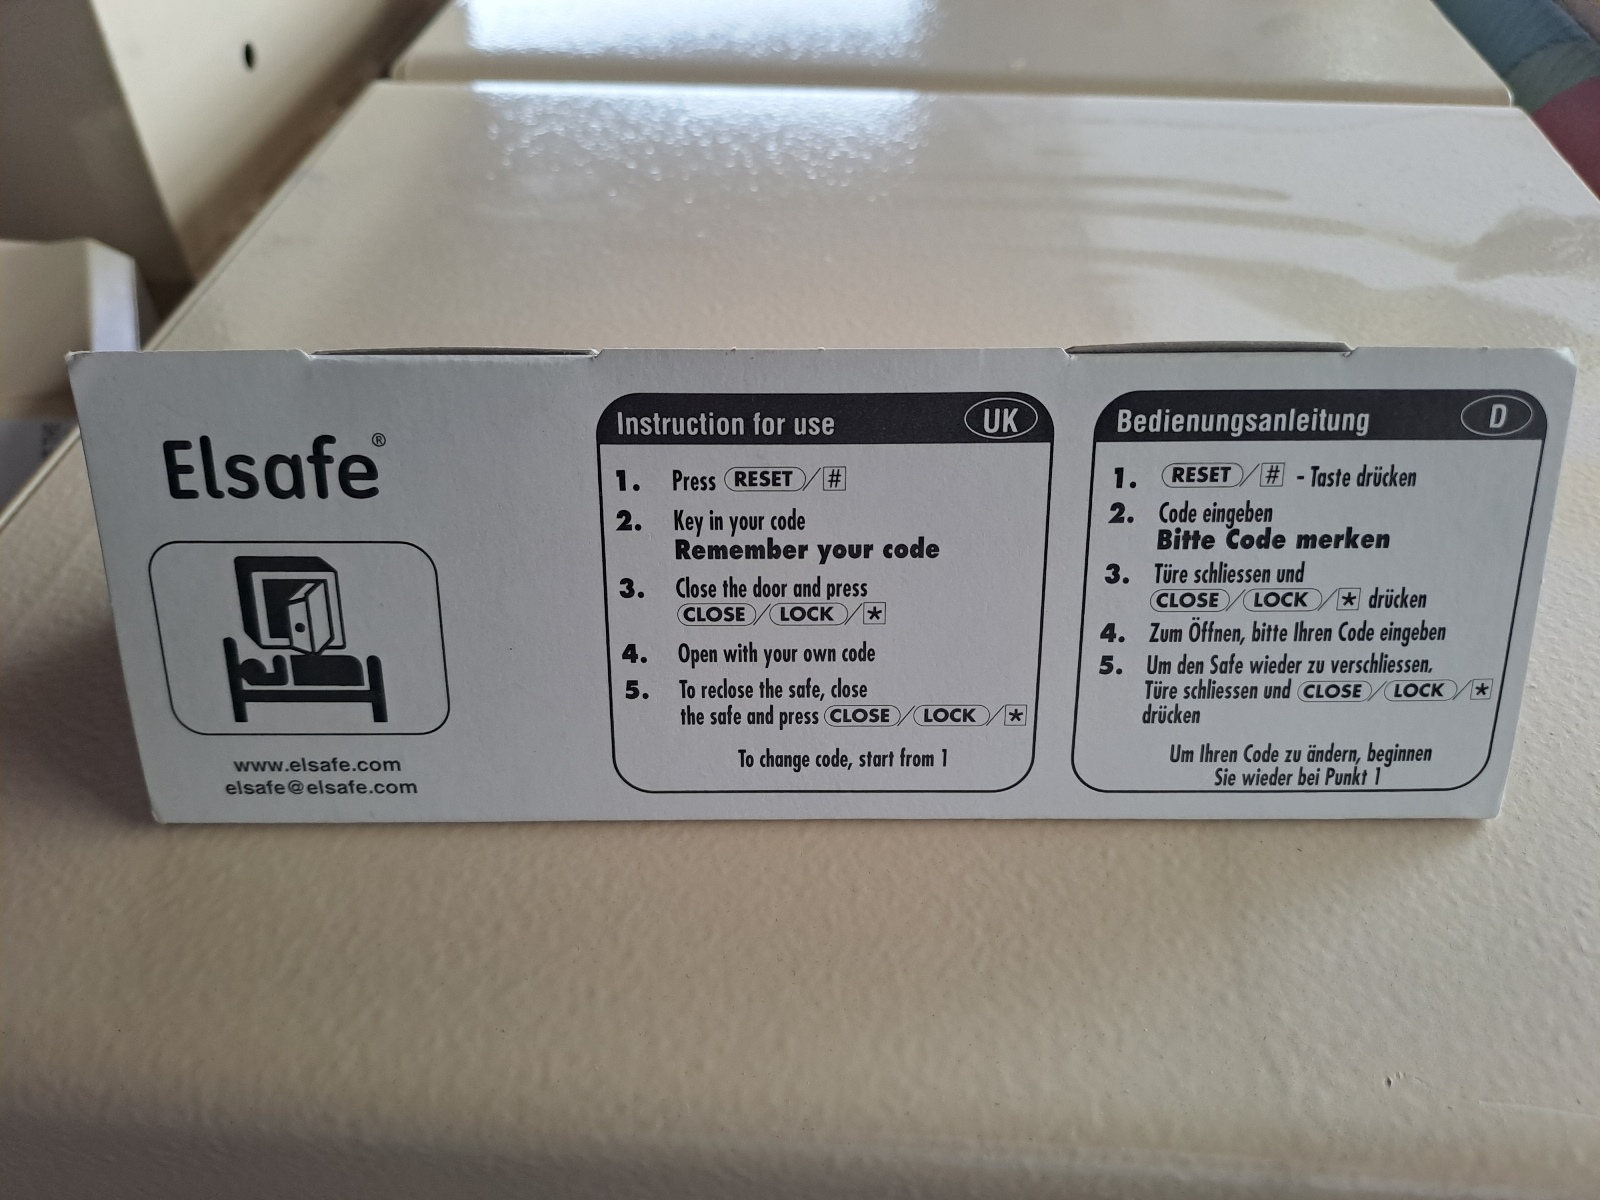 Elsafe®
www.elsafe.com
elsafe@elsafe.com
Instruction for use UK
1. Press RESET / #
2. Key in your code
Remember your code
3. Close the door and press
CLOSE / LOCK / *
4. Open with your own code
5. To reclose the safe, close
the safe and press CLOSE / LOCK / *
To change code, start from 1
Bedienungsanleitung D
1. RESET / # - Taste drücken
2. Code eingeben
Bitte Code merken
3. Türe schliessen und
CLOSE / LOCK / * drücken
4. Zum Öffnen, bitte Ihren Code eingeben
5. Um den Safe wieder zu verschliessen,
Türe schliessen und CLOSE / LOCK / *
drücken
Um Ihren Code zu ändern, beginnen
Sie wieder bei Punkt 1